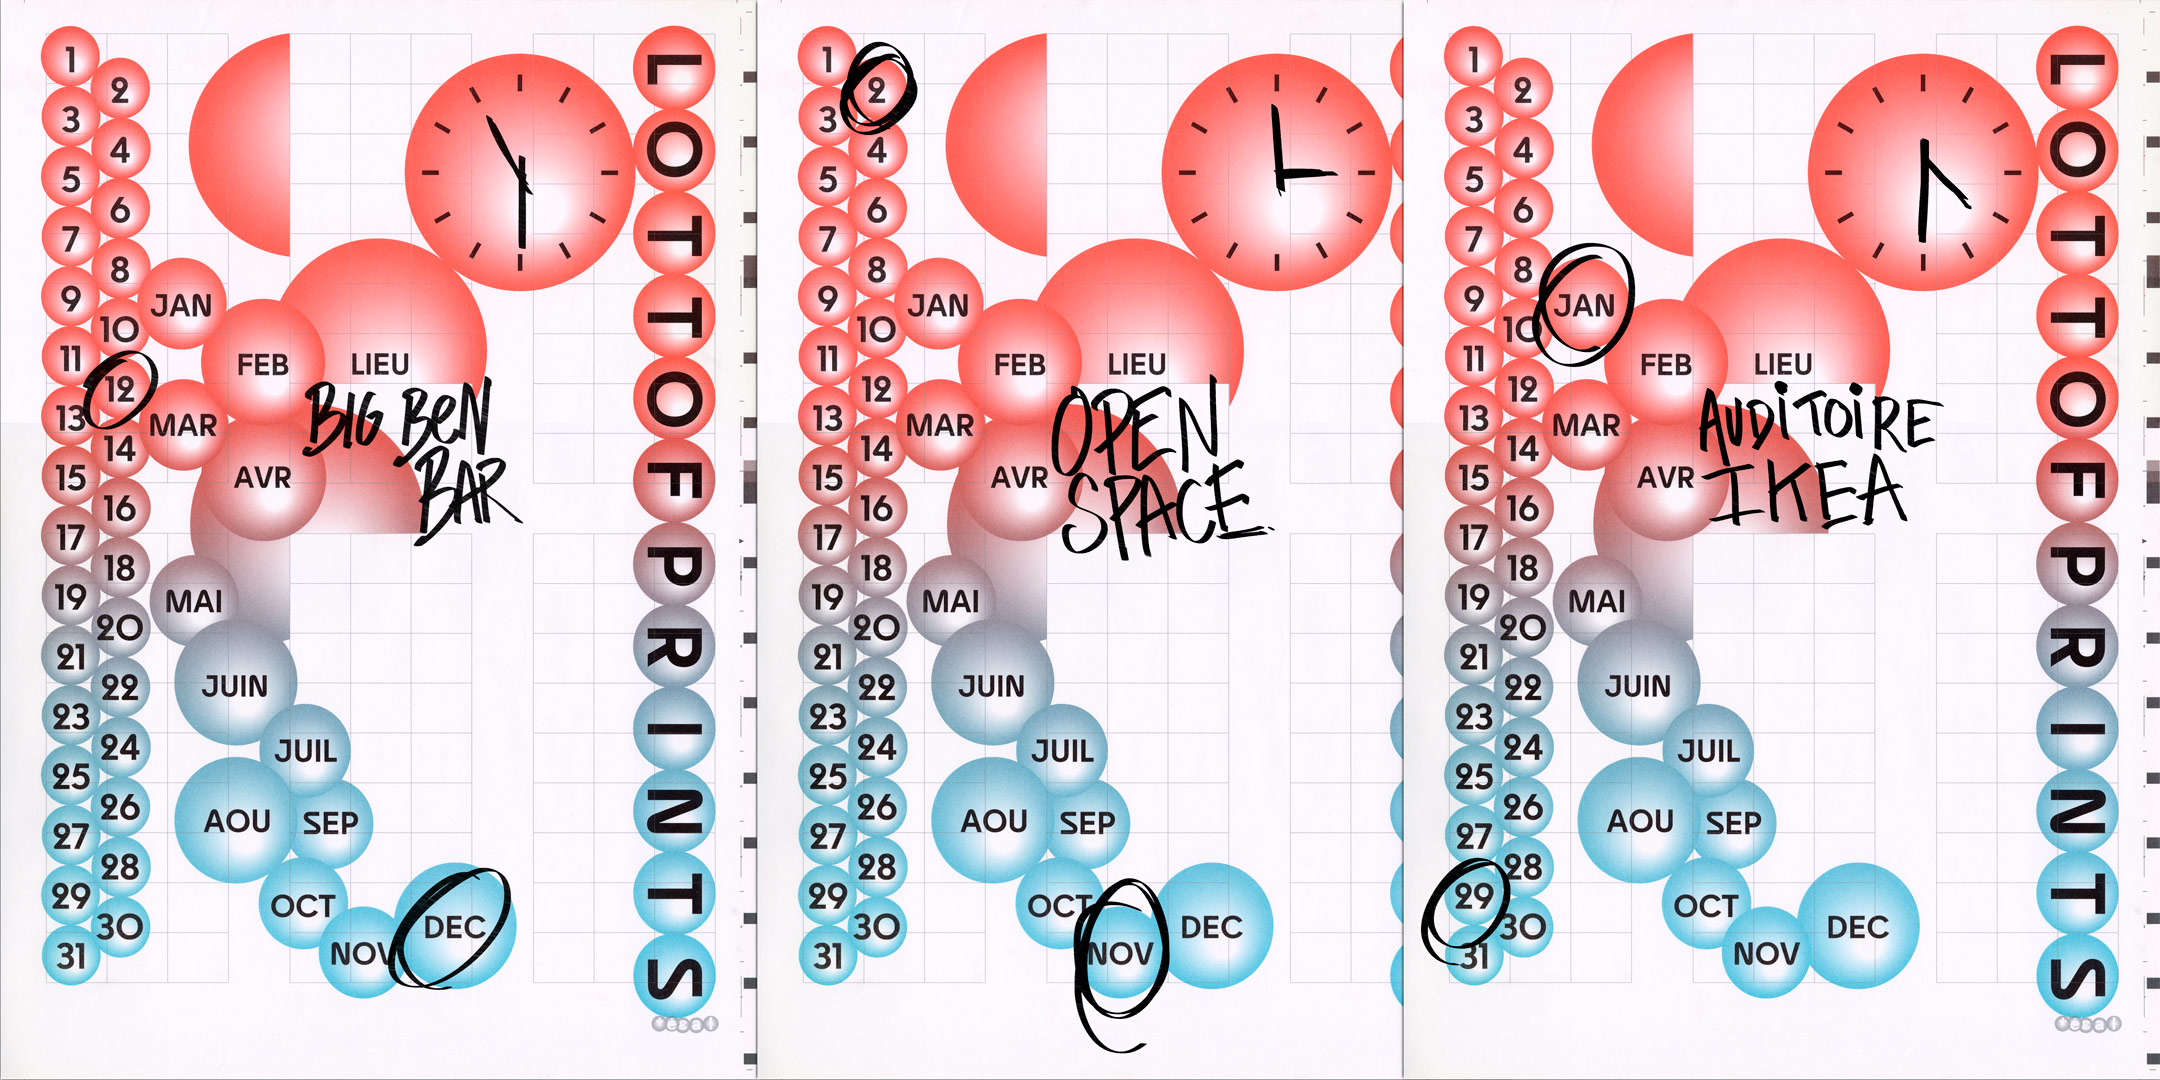 1
2
3
4
5
6
7
8
9
10
11
12
13
14
15
16
17
18
19
20
21
22
23
24
25
26
27
28
29
30
31
JAN
FEB
MAR
AVR
MAI
JUIN
JUIL
AOU
SEP
OCT
NOV
DEC
LIEU
BIG BEN
BAR
LOTTOFPRINTS
esat
1
2
3
4
5
6
7
8
9
10
11
12
13
14
15
16
17
18
19
20
21
22
23
24
25
26
27
28
29
30
31
JAN
FEB
MAR
AVR
MAI
JUIN
JUIL
AOU
SEP
OCT
NOV
DEC
LIEU
OPEN
SPACE
1
2
3
4
5
6
7
8
9
10
11
12
13
14
15
16
17
18
19
20
21
22
23
24
25
26
27
28
29
30
31
JAN
FEB
MAR
AVR
MAI
JUIN
JUIL
AOU
SEP
OCT
NOV
DEC
LIEU
AUDITOIRE
IKEA
LOTTOFPRINTS
esat